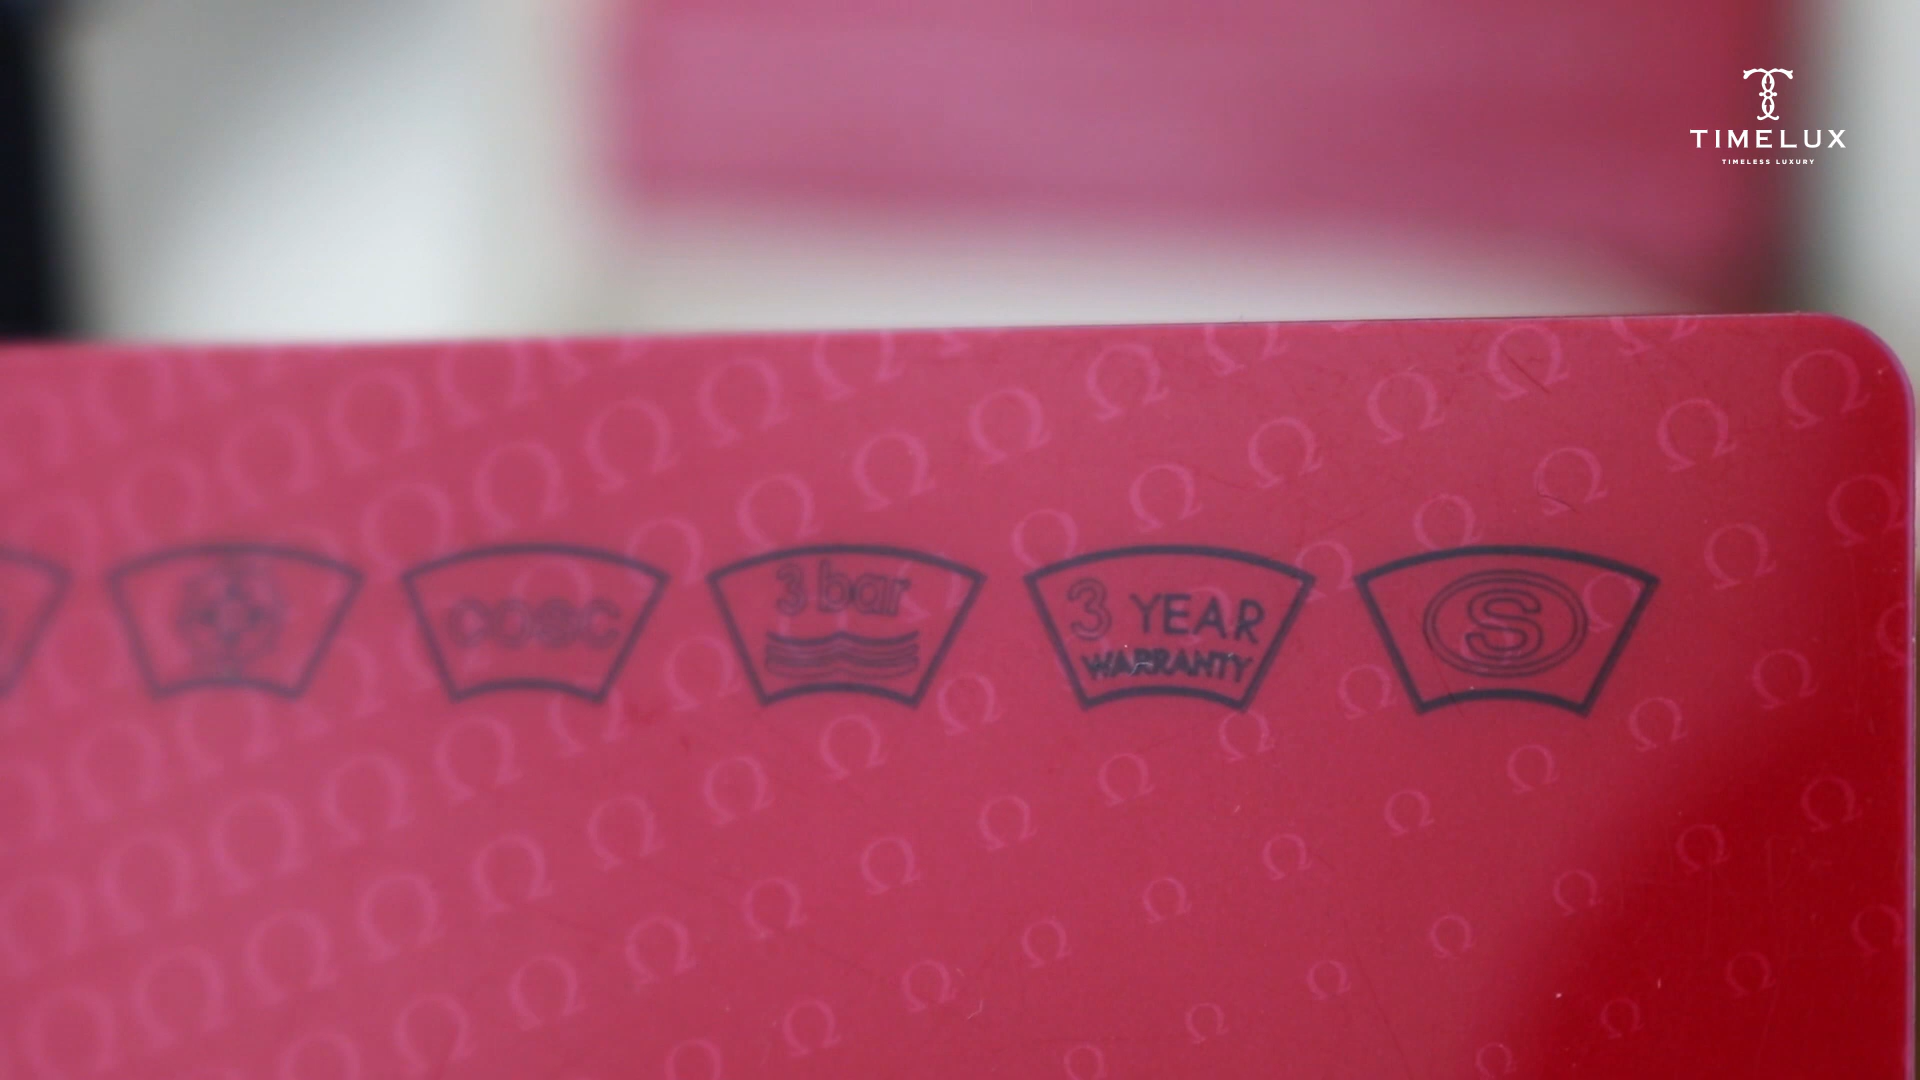 TIMELUX
TIMELESS LUXURY
COSC
3 bar
3 YEAR
WARRANTY
S